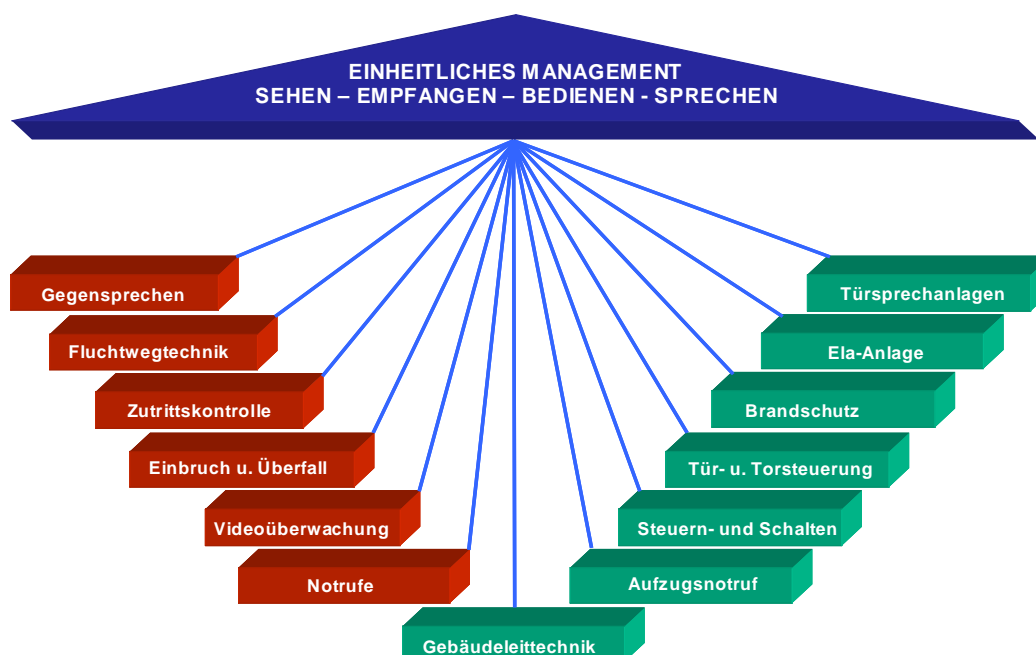 EINHEITLICHES MANAGEMENT
SEHEN – EMPFANGEN – BEDIENEN - SPRECHEN
Gegensprechen
Fluchtwegtechnik
Zutrittskontrolle
Einbruch u. Überfall
Videoüberwachung
Notrufe
Gebäudeleittechnik
Türsprechanlagen
Ela-Anlage
Brandschutz
Tür- u. Torsteuerung
Steuern- und Schalten
Aufzugsnotruf